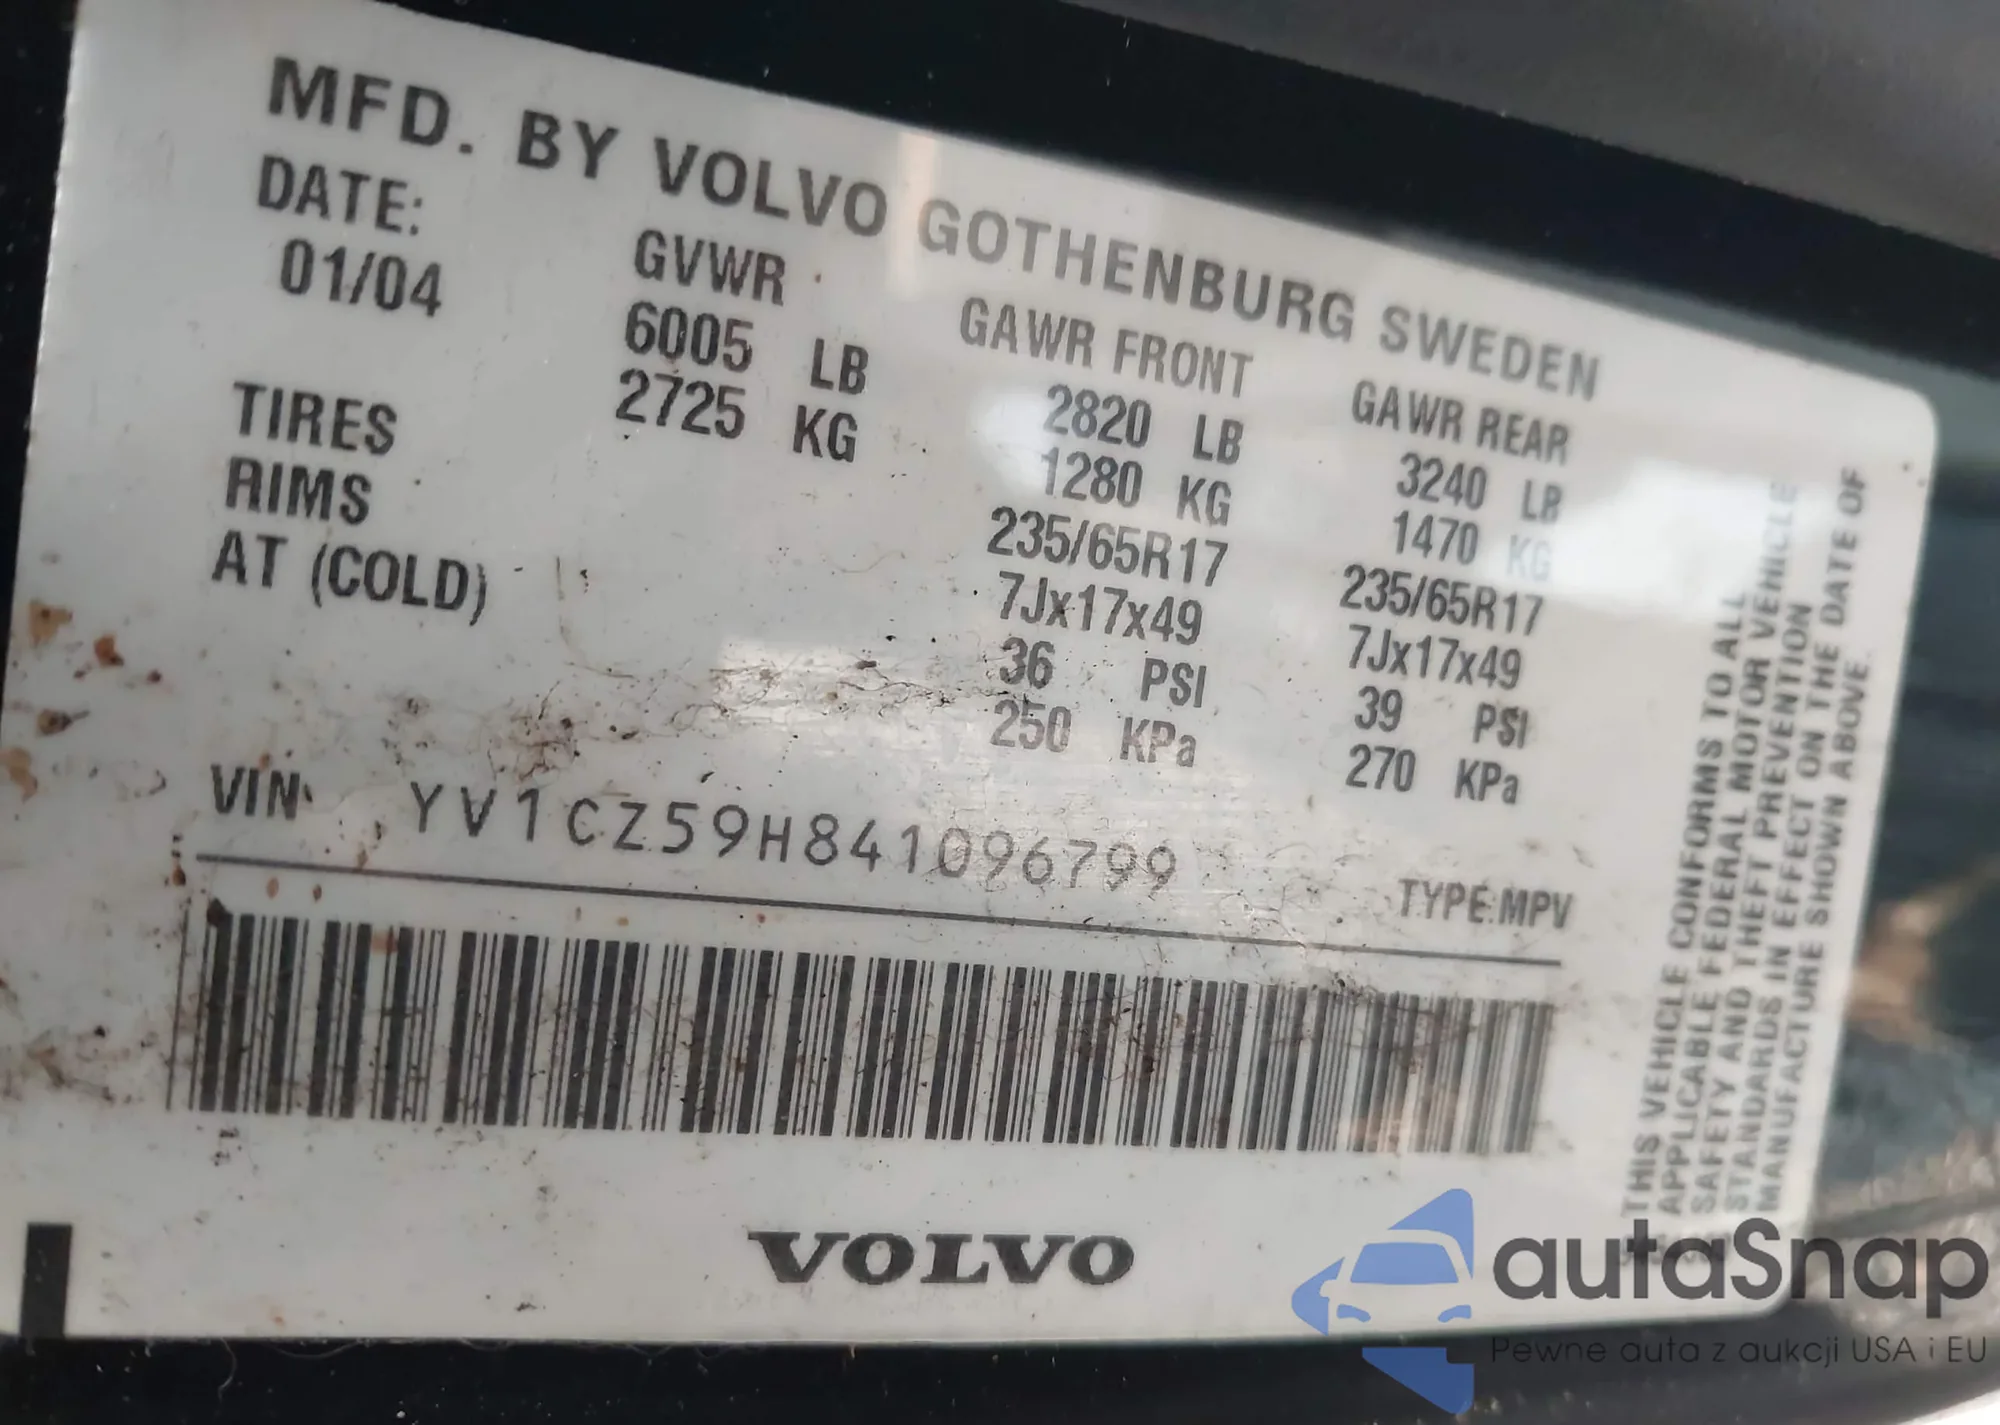 MFD. BY VOLVO GOTHENBURG SWEDEN
DATE: GVWR GAWR FRONT GAWR REAR
01/04 6005 LB 2820 LB 3240 LB
2725 KG 1280 KG 1470 KG
TIRES 235/65R17 235/65R17
RIMS 7Jx17x49 7Jx17x49
AT (COLD) 36 PSI 39 PSI
250 KPa 270 KPa
VIN: YV1CZ59H841096799
TYPE:MPV
VOLVO
THIS VEHICLE CONFORMS TO ALL
APPLICABLE FEDERAL MOTOR VEHICLE
SAFETY AND THEFT PREVENTION
STANDARDS IN EFFECT ON THE DATE OF
MANUFACTURE SHOWN ABOVE.
autaSnap
Pewne auta z aukcji USA i EU